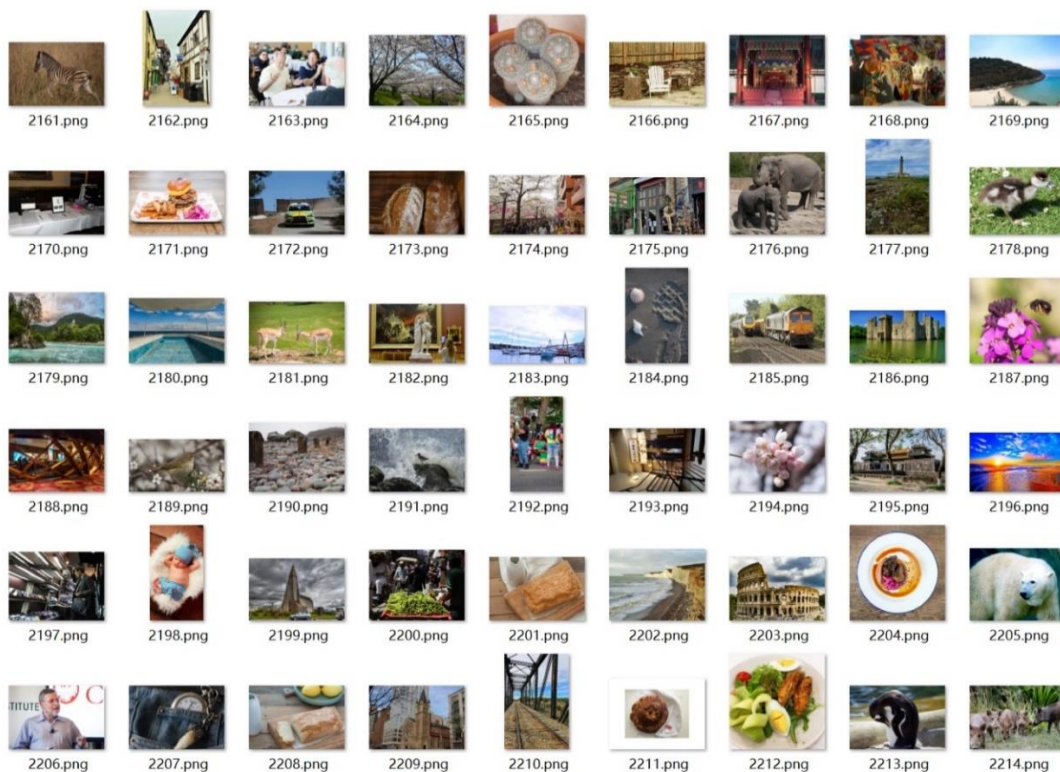 2161.png 2162.png 2163.png 2164.png 2165.png 2166.png 2167.png 2168.png 2169.png
2170.png 2171.png 2172.png 2173.png 2174.png 2175.png 2176.png 2177.png 2178.png
2179.png 2180.png 2181.png 2182.png 2183.png 2184.png 2185.png 2186.png 2187.png
2188.png 2189.png 2190.png 2191.png 2192.png 2193.png 2194.png 2195.png 2196.png
2197.png 2198.png 2199.png 2200.png 2201.png 2202.png 2203.png 2204.png 2205.png
STITUTE C
2206.png 2207.png 2208.png 2209.png 2210.png 2211.png 2212.png 2213.png 2214.png